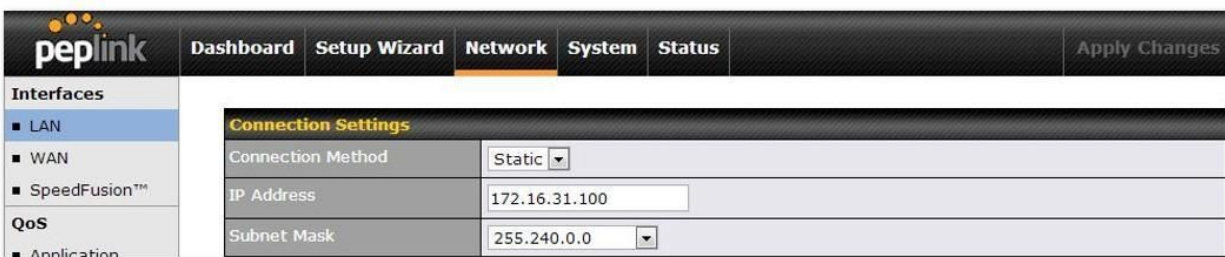 peplink
Dashboard Setup Wizard Network System Status Apply Changes
Interfaces
LAN
WAN
SpeedFusion™
QoS
Application
Connection Settings
Connection Method Static
IP Address 172.16.31.100
Subnet Mask 255.240.0.0